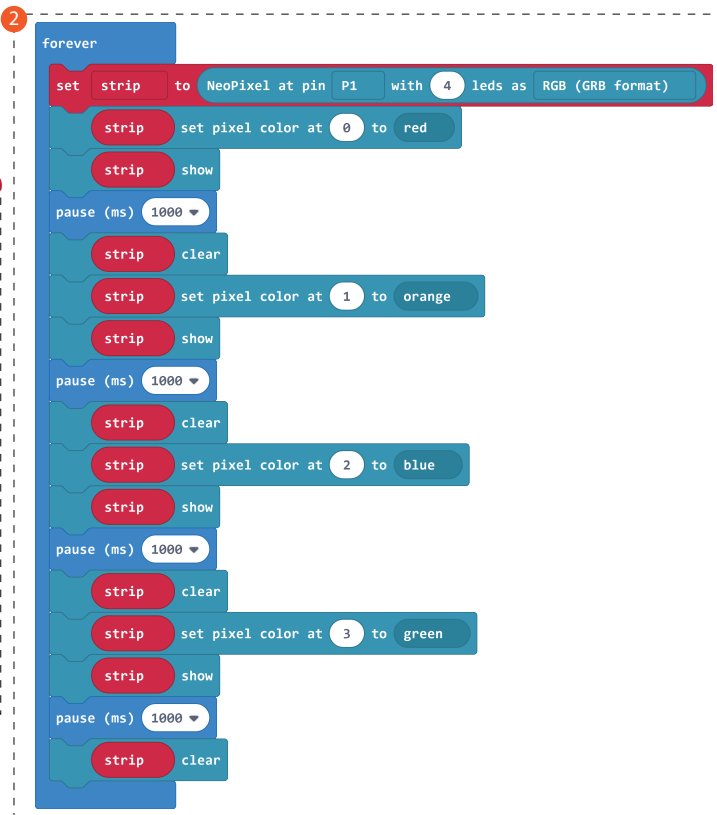 2
forever
set strip to NeoPixel at pin P1 with 4 leds as RGB (GRB format)
strip set pixel color at 0 to red
strip show
pause (ms) 1000
strip clear
strip set pixel color at 1 to orange
strip show
pause (ms) 1000
strip clear
strip set pixel color at 2 to blue
strip show
pause (ms) 1000
strip clear
strip set pixel color at 3 to green
strip show
pause (ms) 1000
strip clear